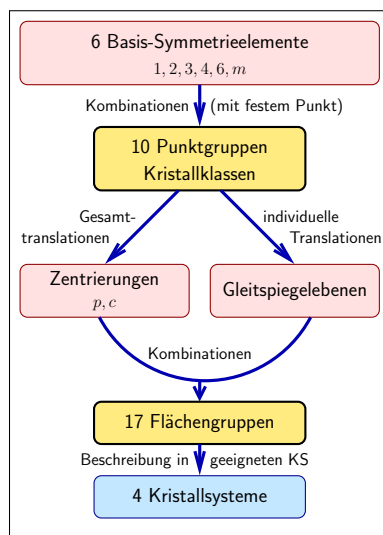 6 Basis-Symmetrieelemente
1, 2, 3, 4, 6, m
Kombinationen (mit festem Punkt)
10 Punktgruppen
Kristallklassen
Gesamt-
translationen
individuelle
Translationen
Zentrierungen
p, c
Gleitspiegelebenen
Kombinationen
17 Flächengruppen
Beschreibung in geeigneten KS
4 Kristallsysteme